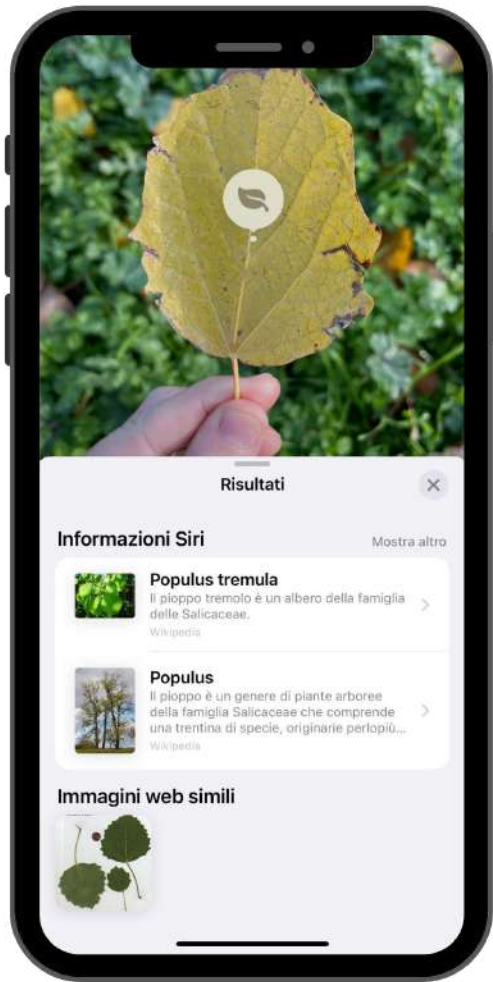 Risultati
Informazioni Siri
Mostra altro
Populus tremula
Il pioppo tremolo è un albero della famiglia
delle Salicaceae.
Wikipedia
Populus
Il pioppo è un genere di piante arboree
della famiglia Salicaceae che comprende
una trentina di specie, originarie perlopiù...
Wikipedia
Immagini web simili